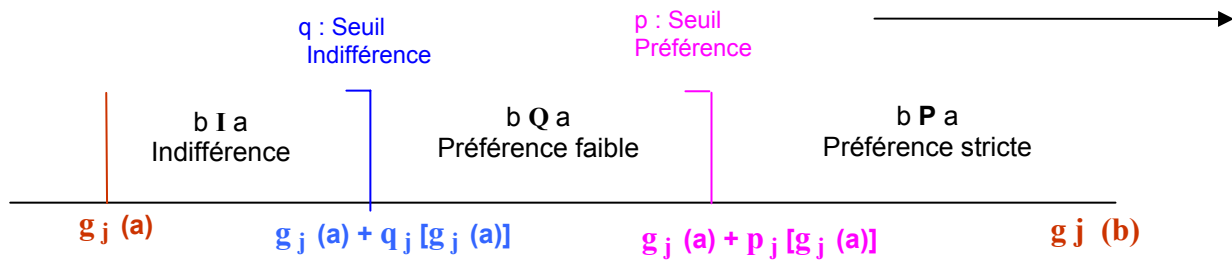 q : Seuil
Indifférence
p : Seuil
Préférence
b I a
Indifférence
b Q a
Préférence faible
b P a
Préférence stricte
g j (a)
g j (a) + q j [g j (a)]
g j (a) + p j [g j (a)]
g j (b)